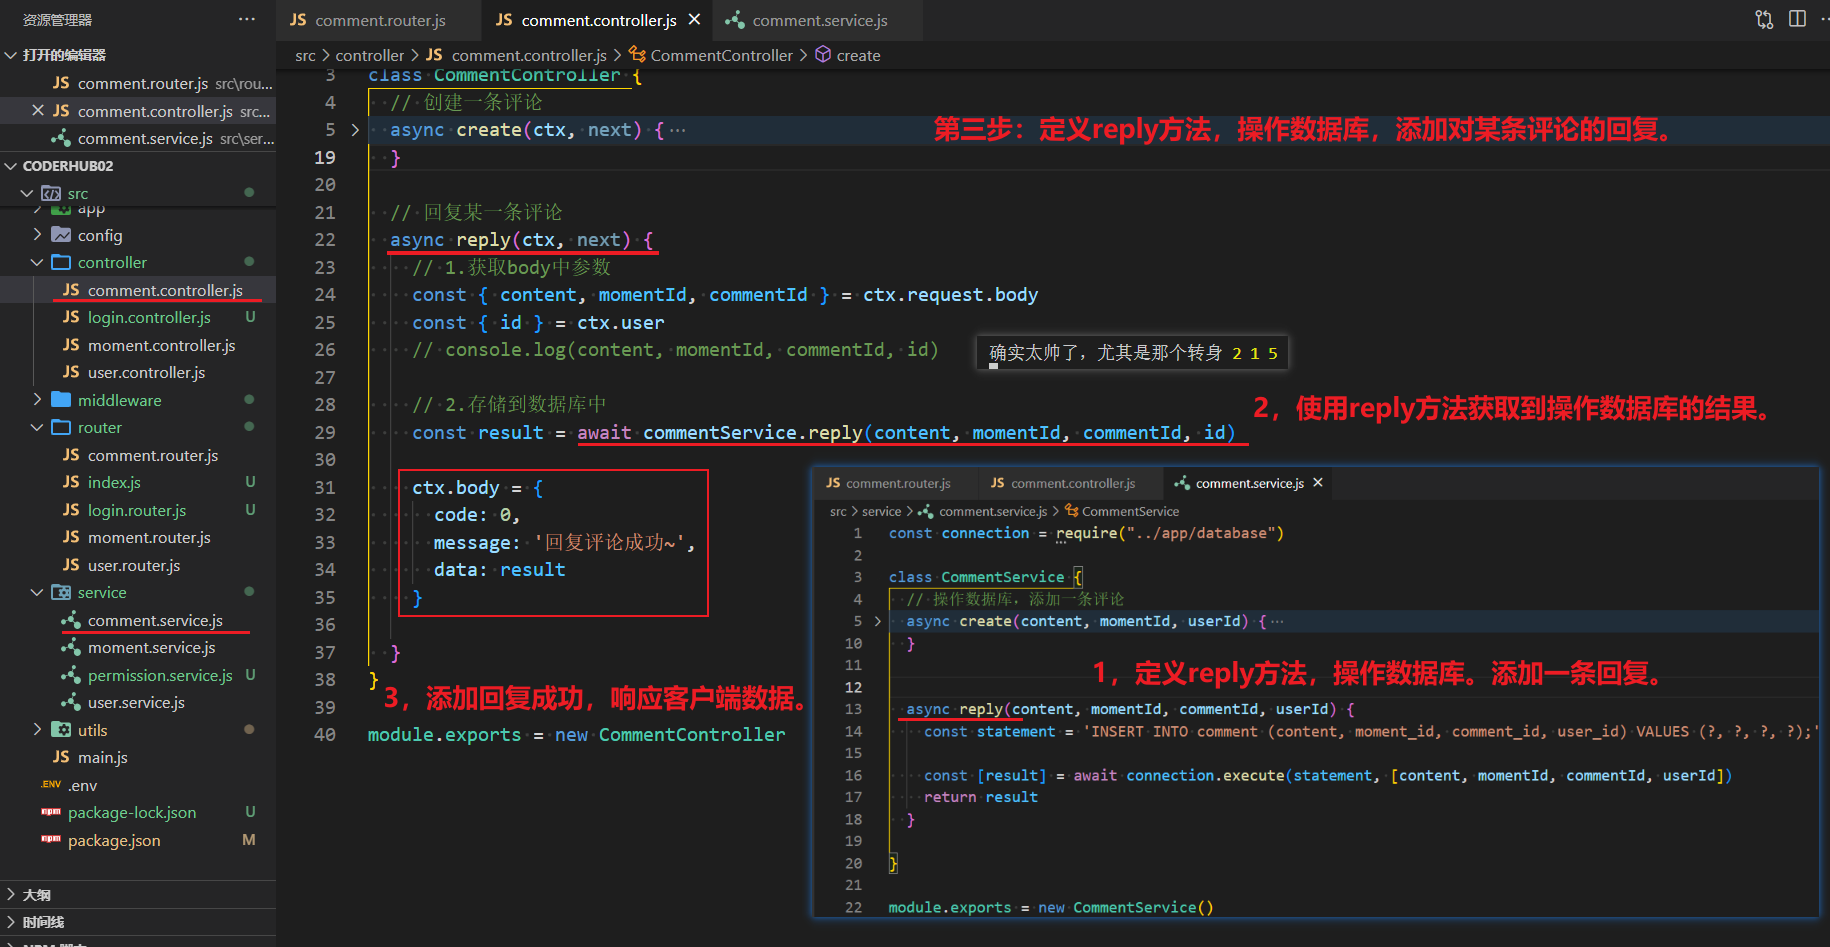 资源管理器
打开的编辑器
JS comment.router.js src\rou...
JS comment.controller.js src...
comment.service.js src\ser...
CODERHUB02
src
app
config
controller
JS comment.controller.js
JS login.controller.js U
JS moment.controller.js
JS user.controller.js
middleware
router
JS comment.router.js
JS index.js U
JS login.router.js U
JS moment.router.js
JS user.router.js
service
comment.service.js
moment.service.js
permission.service.js U
user.service.js
utils
JS main.js
.ENV .env
npm package-lock.json U
npm package.json M
大纲
时间线
JS comment.router.js
JS comment.controller.js
comment.service.js
src > controller > JS comment.controller.js > CommentController > create
3 class CommentController {
4 // 创建一条评论
5 async create(ctx, next) { ···
19 }
第三步：定义reply方法，操作数据库，添加对某条评论的回复。
20
21 // 回复某一条评论
22 async reply(ctx, next) {
23 // 1.获取body中参数
24 const { content, momentId, commentId } = ctx.request.body
25 const { id } = ctx.user
26 // console.log(content, momentId, commentId, id)
确实太帅了，尤其是那个转身 2 1 5
27
28 // 2.存储到数据库中
2，使用reply方法获取到操作数据库的结果。
29 const result = await commentService.reply(content, momentId, commentId, id)
30
31 ctx.body = {
32 code: 0,
33 message: '回复评论成功~',
34 data: result
35 }
36
37 }
38 }
3，添加回复成功，响应客户端数据。
39
40 module.exports = new CommentController
JS comment.router.js
JS comment.controller.js
comment.service.js
src > service > comment.service.js > CommentService
1 const connection = require("../app/database")
2
3 class CommentService {
4 // 操作数据库，添加一条评论
5 async create(content, momentId, userId) { ···
10 }
11
1，定义reply方法，操作数据库。添加一条回复。
12
13 async reply(content, momentId, commentId, userId) {
14 const statement = 'INSERT INTO comment (content, moment_id, comment_id, user_id) VALUES (?, ?, ?, ?);'
15
16 const [result] = await connection.execute(statement, [content, momentId, commentId, userId])
17 return result
18 }
19
20 }
21
22 module.exports = new CommentService()